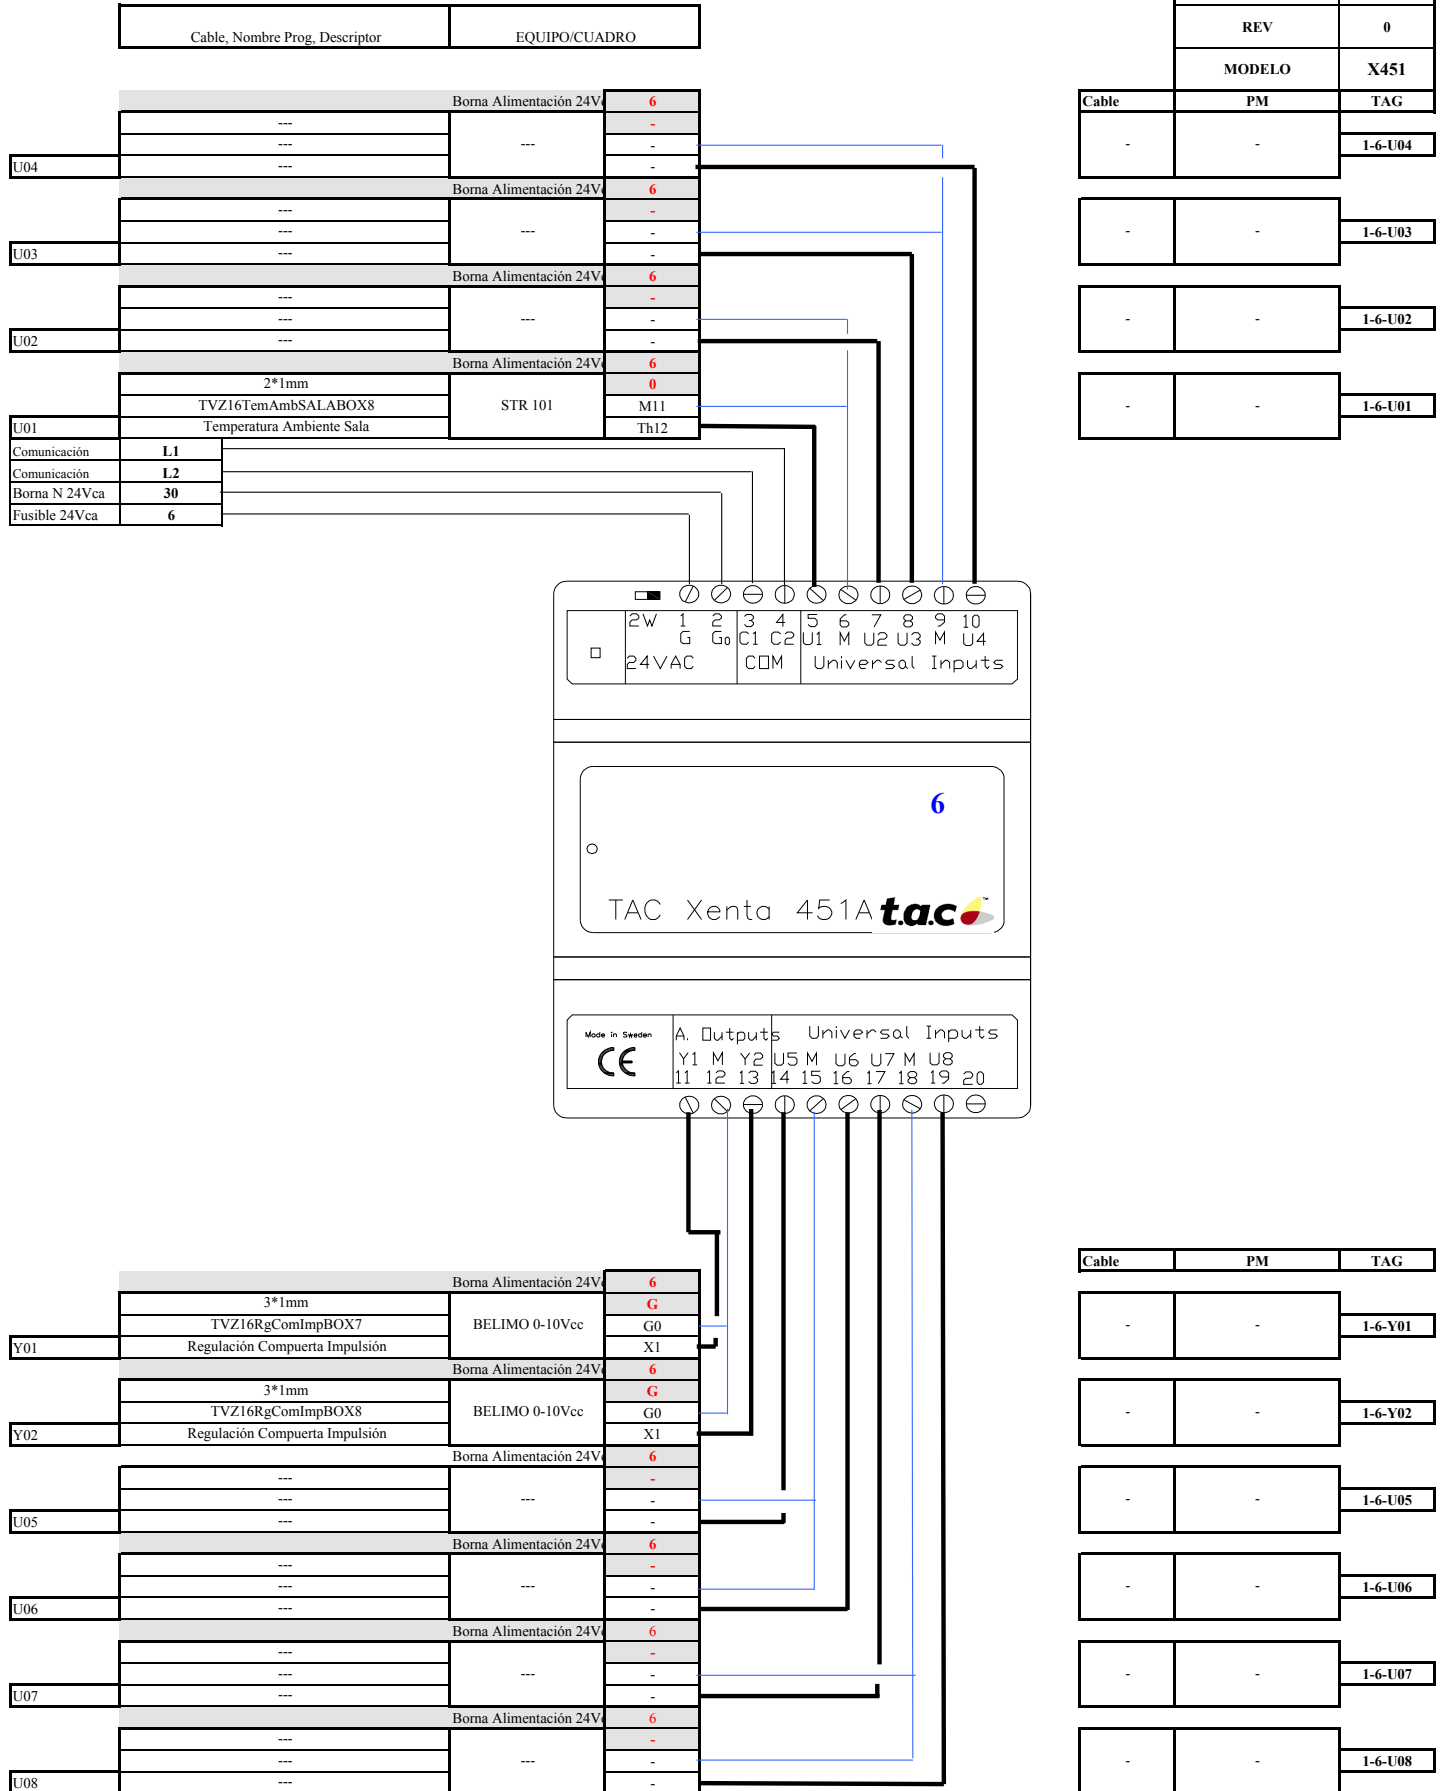 Cable, Nombre Prog, Descriptor EQUIPO/CUADRO
REV 0
MODELO X451
Cable PM TAG
Borna Alimentación 24V 6
--- -
--- --- - - - 1-6-U04
U04 --- -
Borna Alimentación 24V 6
--- -
--- --- - - - 1-6-U03
U03 --- -
Borna Alimentación 24V 6
--- -
--- --- - - - 1-6-U02
U02 --- -
Borna Alimentación 24V 6
2*1mm 0
TVZ16TemAmbSALABOX8 STR 101 M11 - - 1-6-U01
U01 Temperatura Ambiente Sala Th12
Comunicación L1
Comunicación L2
Borna N 24Vca 30
Fusible 24Vca 6
2W 1 2 3 4 5 6 7 8 9 10
G G0 C1 C2 U1 M U2 U3 M U4
24VAC COM Universal Inputs
6
TAC Xenta 451A t.a.c™
Made in Sweden A. Outputs Universal Inputs
CE Y1 M Y2 U5 M U6 U7 M U8
11 12 13 14 15 16 17 18 19 20
Cable PM TAG
Borna Alimentación 24V 6
3*1mm G
TVZ16RgComImpBOX7 BELIMO 0-10Vcc G0 - - 1-6-Y01
Y01 Regulación Compuerta Impulsión X1
Borna Alimentación 24V 6
3*1mm G
TVZ16RgComImpBOX8 BELIMO 0-10Vcc G0 - - 1-6-Y02
Y02 Regulación Compuerta Impulsión X1
Borna Alimentación 24V 6
--- -
--- --- - - - 1-6-U05
U05 --- -
Borna Alimentación 24V 6
--- -
--- --- - - - 1-6-U06
U06 --- -
Borna Alimentación 24V 6
--- -
--- --- - - - 1-6-U07
U07 --- -
Borna Alimentación 24V 6
--- -
--- --- - - - 1-6-U08
U08 --- -